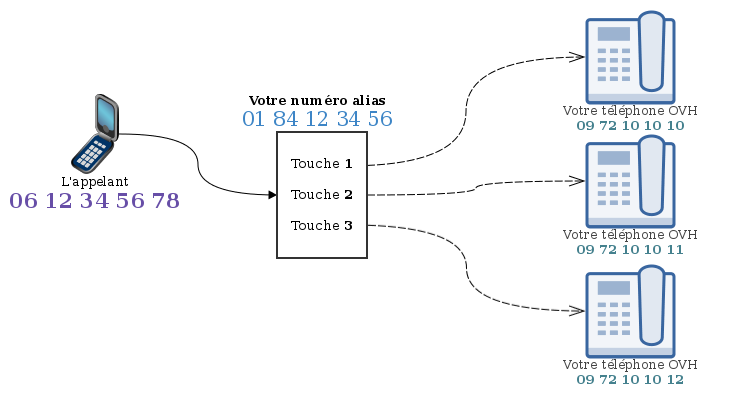 L'appelant
06 12 34 56 78
Votre numéro alias
01 84 12 34 56
Touche 1
Touche 2
Touche 3
Votre téléphone OVH
09 72 10 10 10
Votre téléphone OVH
09 72 10 10 11
Votre téléphone OVH
09 72 10 10 12